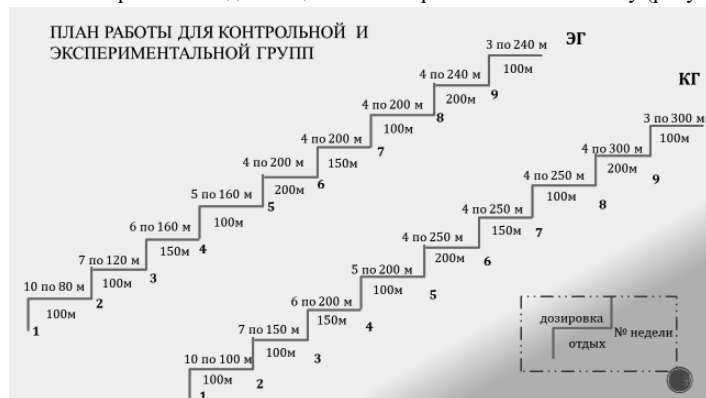 ПЛАН РАБОТЫ ДЛЯ КОНТРОЛЬНОЙ И
ЭКСПЕРИМЕНТАЛЬНОЙ ГРУПП
ЭГ
3 по 240 м
100м
9
4 по 240 м
200м
8
4 по 200 м
100м
7
4 по 200 м
150м
6
4 по 200 м
200м
5
5 по 160 м
100м
4
6 по 160 м
150м
3
7 по 120 м
100м
2
10 по 80 м
100м
1
КГ
3 по 300 м
100м
9
4 по 300 м
200м
8
4 по 250 м
100м
7
4 по 250 м
150м
6
4 по 250 м
200м
5
5 по 200 м
100м
4
6 по 200 м
150м
3
7 по 150 м
100м
2
10 по 100 м
100м
1
дозировка
№ недели
отдых